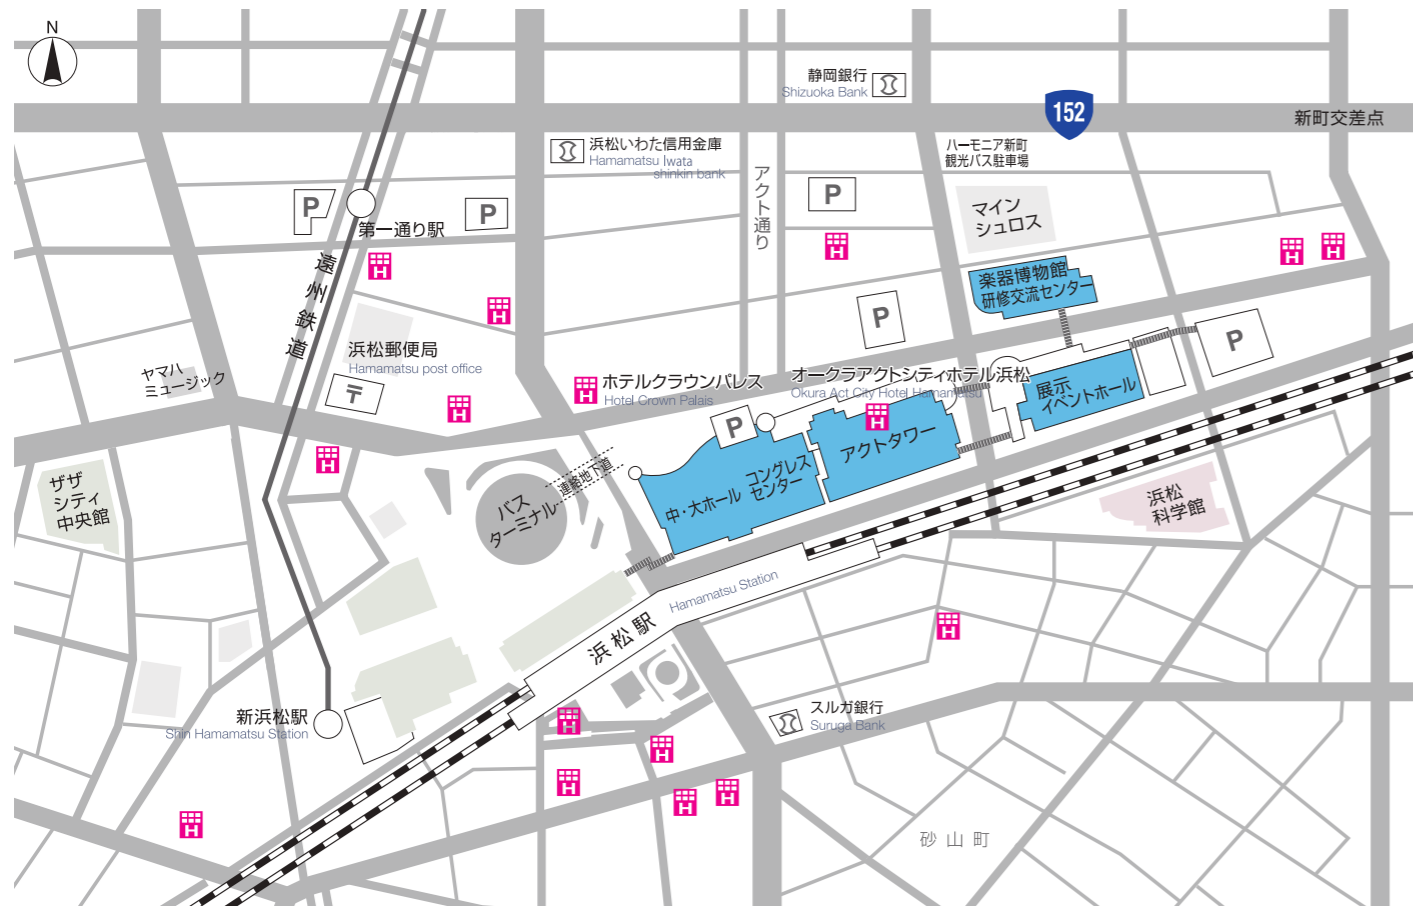 N
静岡銀行
Shizuoka Bank
152
新町交差点
浜松いわた信用金庫
Hamamatsu Iwata
shinkin bank
ハーモニア新町
観光バス駐車場
アクト通り
P
P
P
マイン
シュロス
第一通り駅
遠州鉄道
H
H
H
H
H
楽器博物館
研修交流センター
P
P
浜松郵便局
Hamamatsu post office
〒
ヤマハ
ミュージック
ホテルクラウンパレス
Hotel Crown Palais
H
オークラアクトシティホテル浜松
Okura Act City Hotel Hamamatsu
展示
イベントホール
H
P
H
アクトタワー
H
コングレス
センター
中・大ホール
連絡地下道
バス
ターミナル
ザザ
シティ
中央館
浜松
科学館
Hamamatsu Station
浜松駅
H
新浜松駅
Shin Hamamatsu Station
スルガ銀行
Suruga Bank
H
H
H
H
H
H
砂山町